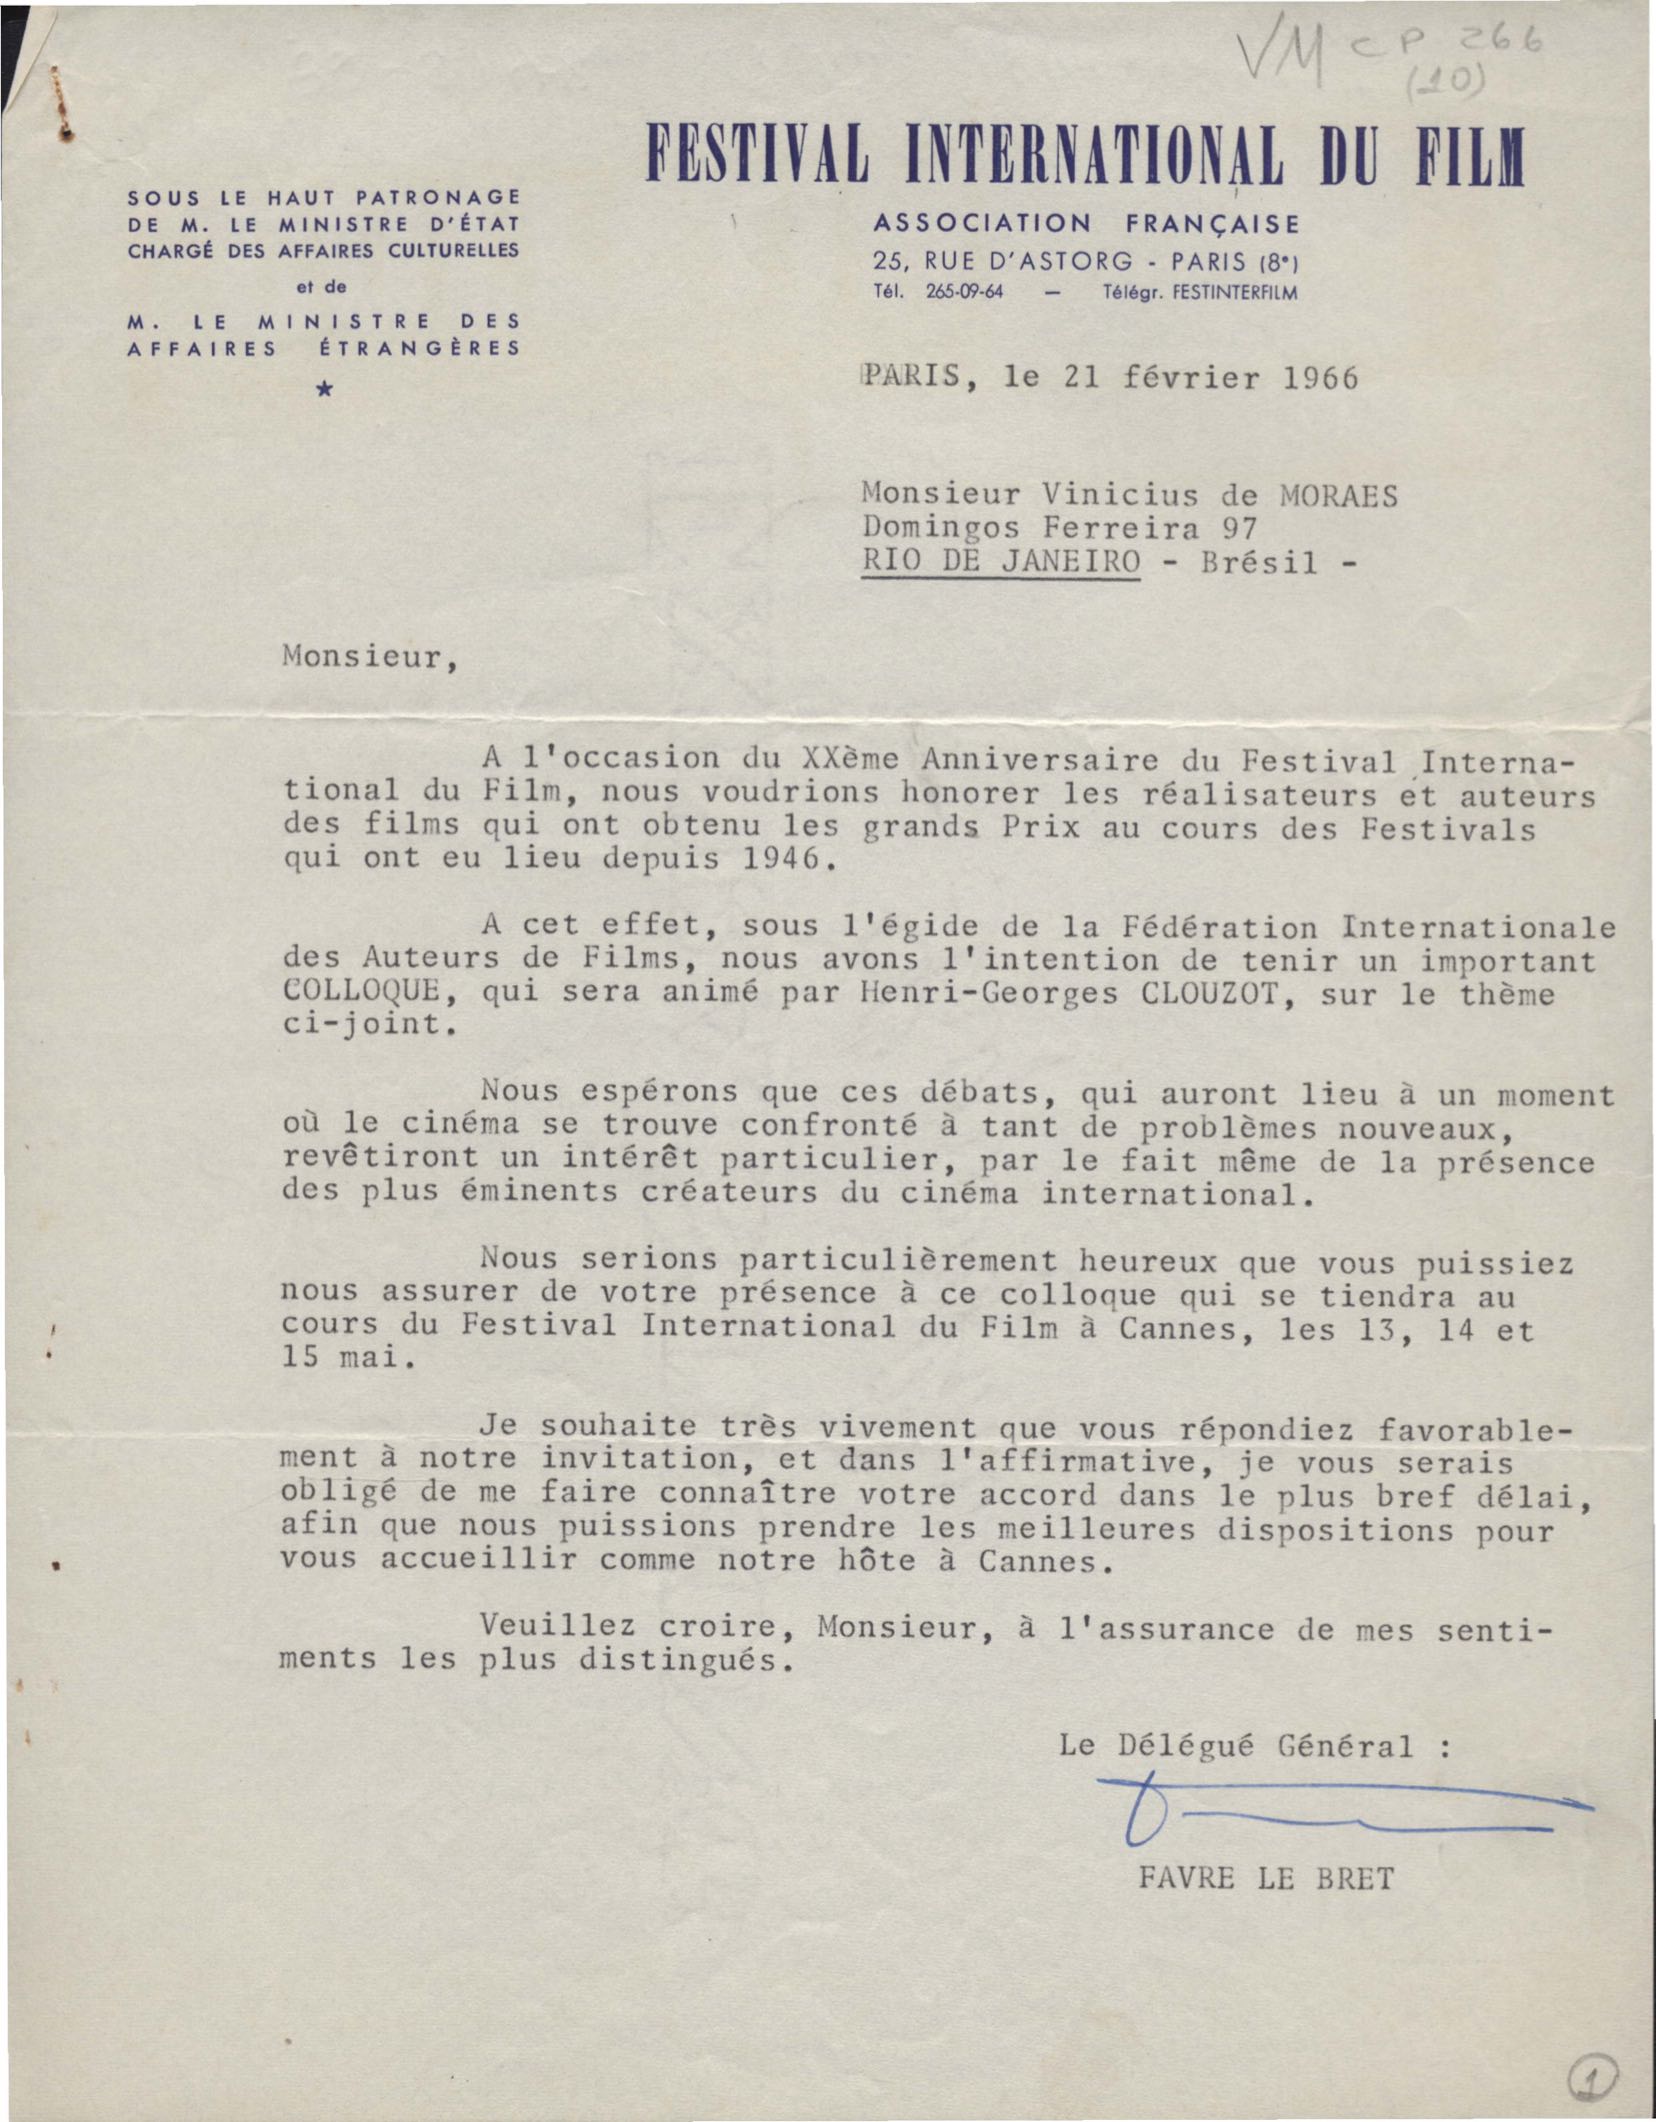 VM CP 266
(10)
FESTIVAL INTERNATIONAL DU FILM
ASSOCIATION FRANÇAISE
25, RUE D'ASTORG - PARIS (8e)
Tél. 265-09-64 — Télégr. FESTINTERFILM
SOUS LE HAUT PATRONAGE
DE M. LE MINISTRE D'ÉTAT
CHARGÉ DES AFFAIRES CULTURELLES
et de
M. LE MINISTRE DES
AFFAIRES ÉTRANGÈRES
PARIS, le 21 février 1966
Monsieur Vinicius de MORAES
Domingos Ferreira 97
RIO DE JANEIRO - Brésil -
Monsieur,
A l'occasion du XXème Anniversaire du Festival Interna-
tional du Film, nous voudrions honorer les réalisateurs et auteurs
des films qui ont obtenu les grands Prix au cours des Festivals
qui ont eu lieu depuis 1946.
A cet effet, sous l'égide de la Fédération Internationale
des Auteurs de Films, nous avons l'intention de tenir un important
COLLOQUE, qui sera animé par Henri-Georges CLOUZOT, sur le thème
ci-joint.
Nous espérons que ces débats, qui auront lieu à un moment
où le cinéma se trouve confronté à tant de problèmes nouveaux,
revêtiront un intérêt particulier, par le fait même de la présence
des plus éminents créateurs du cinéma international.
Nous serions particulièrement heureux que vous puissiez
nous assurer de votre présence à ce colloque qui se tiendra au
cours du Festival International du Film à Cannes, les 13, 14 et
15 mai.
Je souhaite très vivement que vous répondiez favorable-
ment à notre invitation, et dans l'affirmative, je vous serais
obligé de me faire connaître votre accord dans le plus bref délai,
afin que nous puissions prendre les meilleures dispositions pour
vous accueillir comme notre hôte à Cannes.
Veuillez croire, Monsieur, à l'assurance de mes senti-
ments les plus distingués.
Le Délégué Général :
FAVRE LE BRET
1